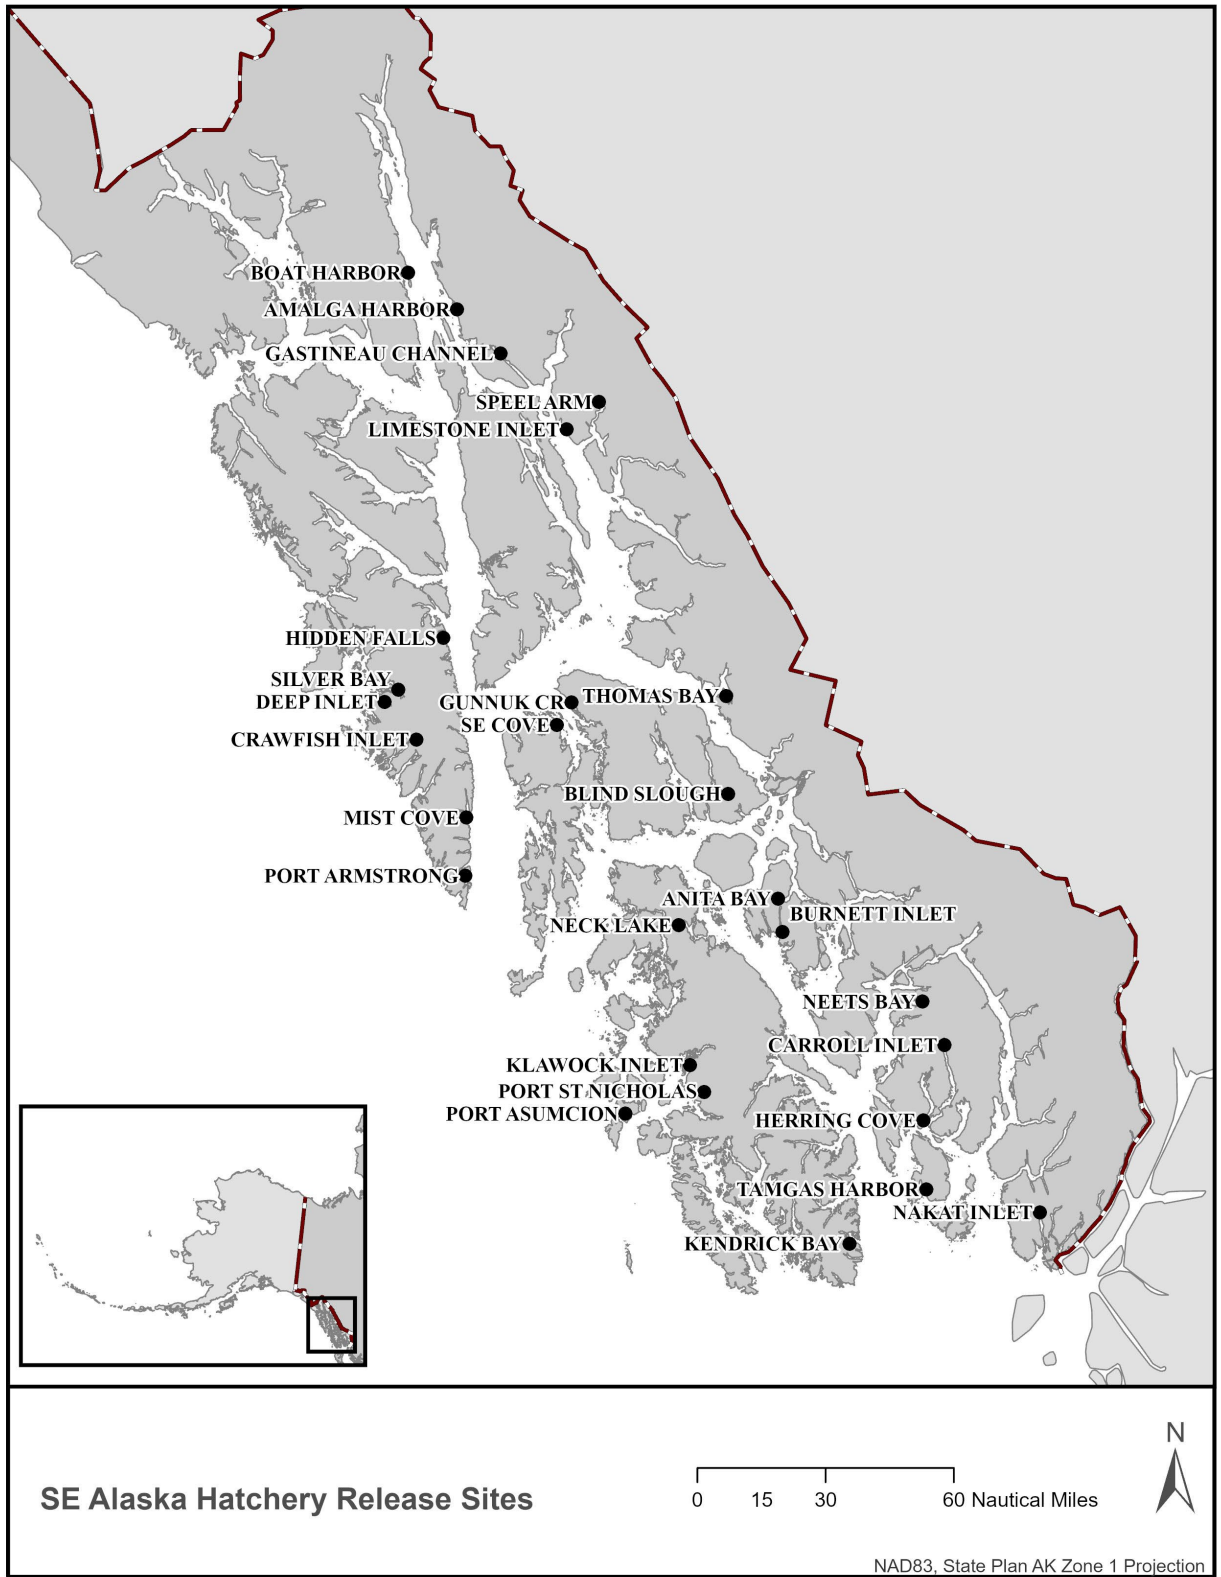 BOAT HARBOR
AMALGA HARBOR
GASTINEAU CHANNEL
SPEEL ARM
LIMESTONE INLET
HIDDEN FALLS
SILVER BAY
DEEP INLET
GUNNUK CR
THOMAS BAY
SE COVE
CRAWFISH INLET
BLIND SLOUGH
MIST COVE
PORT ARMSTRONG
ANITA BAY
BURNETT INLET
NECK LAKE
NEETS BAY
CARROLL INLET
KLAWOCK INLET
PORT ST NICHOLAS
PORT ASUMCION
HERRING COVE
TAMGAS HARBOR
NAKAT INLET
KENDRICK BAY
SE Alaska Hatchery Release Sites
0 15 30 60 Nautical Miles
N
NAD83, State Plan AK Zone 1 Projection